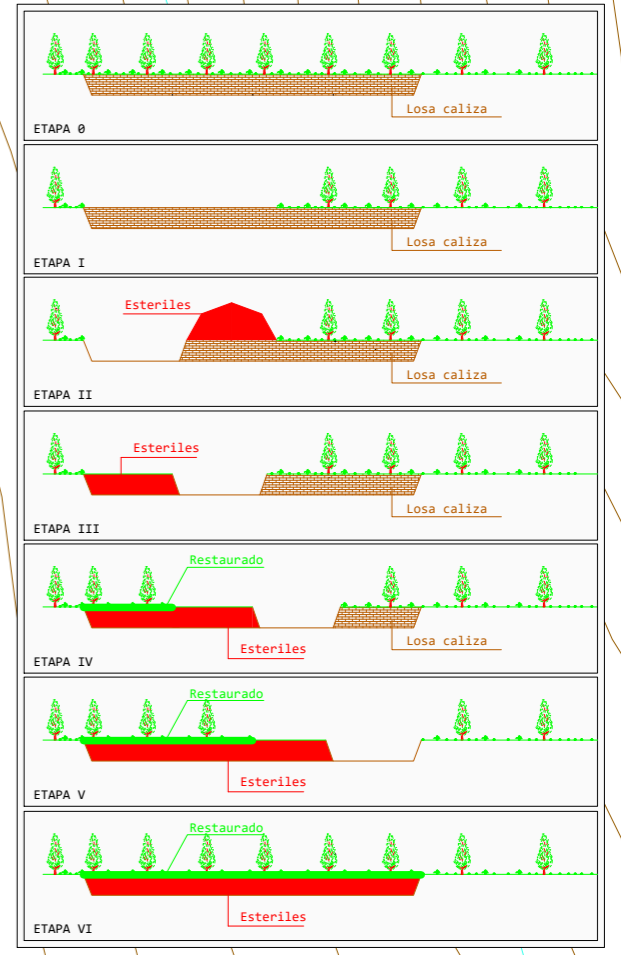 Losa caliza
ETAPA 0
Losa caliza
ETAPA I
Esteriles
Losa caliza
ETAPA II
Esteriles
Losa caliza
ETAPA III
Restaurado
Losa caliza
Esteriles
ETAPA IV
Restaurado
Esteriles
ETAPA V
Restaurado
Esteriles
ETAPA VI